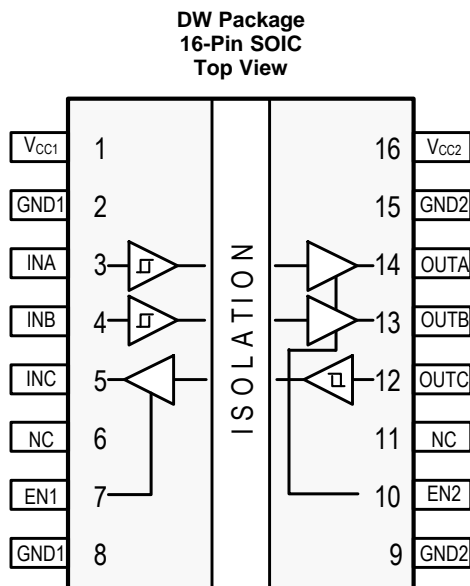 DW Package
16-Pin SOIC
Top View
VCC1 1 16 VCC2
GND1 2 15 GND2
INA 3 14 OUTA
INB 4 13 OUTB
INC 5 12 OUTC
NC 6 11 NC
EN1 7 10 EN2
GND1 8 9 GND2
ISOLATION